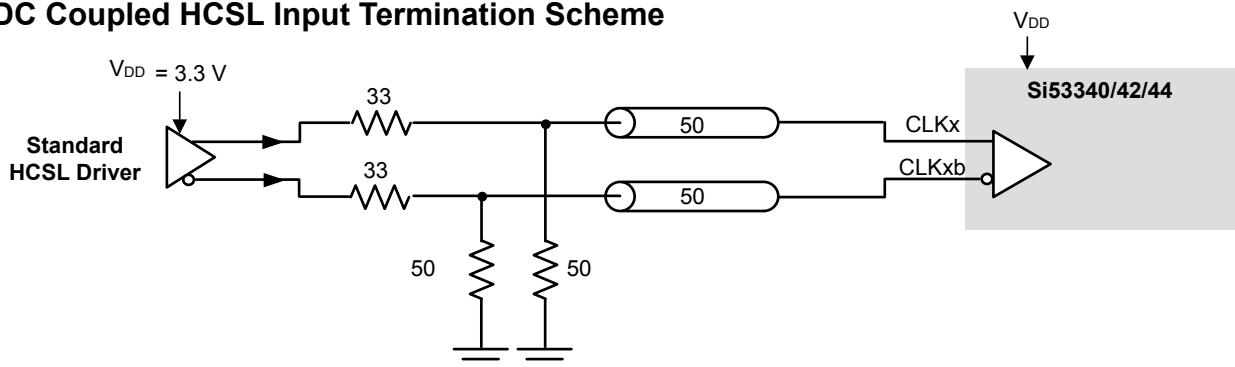 DC Coupled HCSL Input Termination Scheme
VDD
VDD = 3.3 V
Si53340/42/44
33
50
CLKx
Standard
HCSL Driver
33
CLKxb
50
50
50